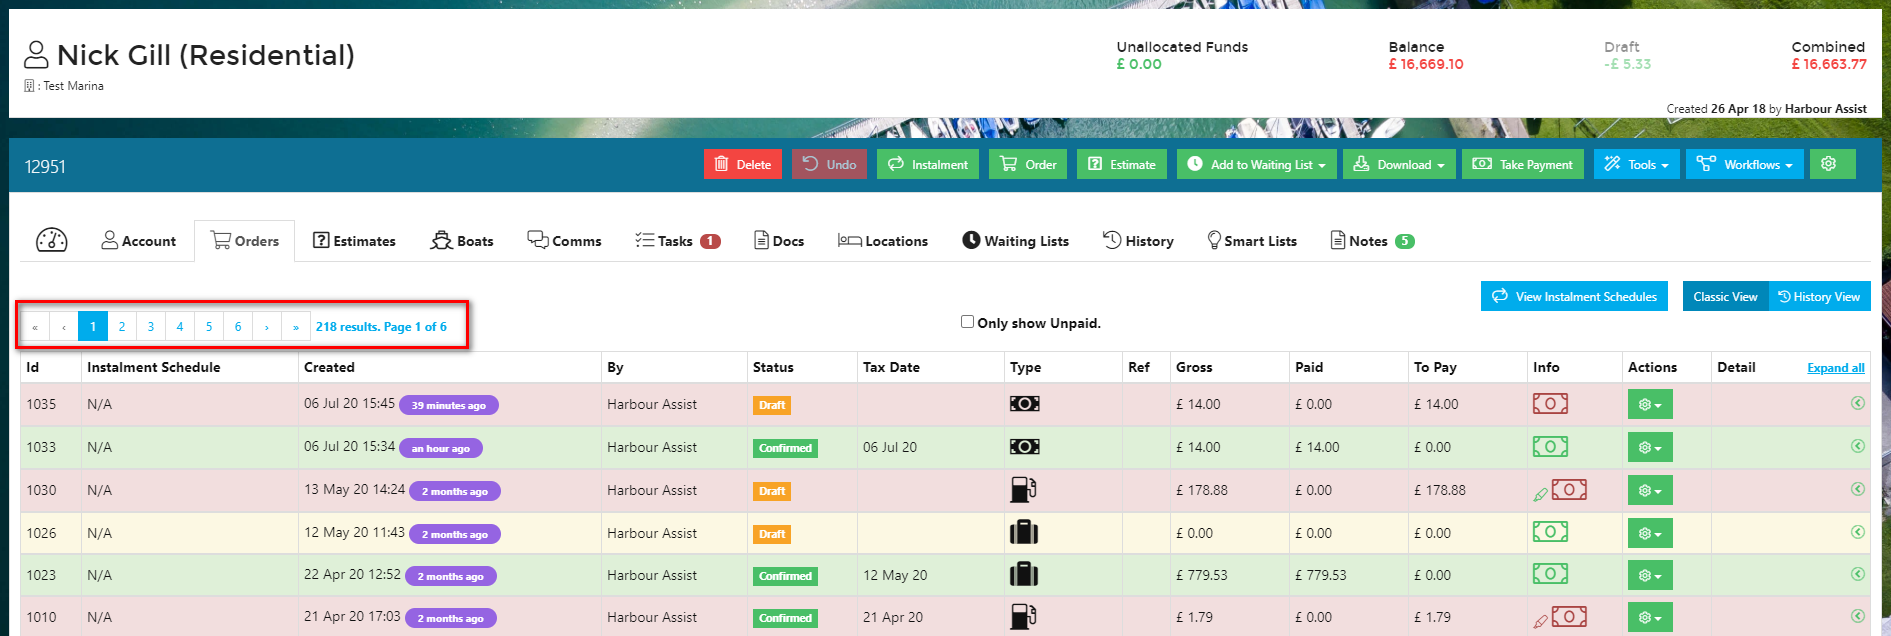 Nick Gill (Residential)
: Test Marina
Unallocated Funds
£ 0.00
Balance
£ 16,669.10
Draft
-£ 5.33
Combined
£ 16,663.77
Created 26 Apr 18 by Harbour Assist
12951
Delete Undo Instalment Order Estimate Add to Waiting List Download Take Payment Tools Workflows
Account Orders Estimates Boats Comms Tasks 1 Docs Locations Waiting Lists History Smart Lists Notes 5
View Instalment Schedules Classic View History View
« ‹ 1 2 3 4 5 6 › » 218 results. Page 1 of 6
Only show Unpaid.
Id Instalment Schedule Created By Status Tax Date Type Ref Gross Paid To Pay Info Actions Detail Expand all
1035 N/A 06 Jul 20 15:45 39 minutes ago Harbour Assist Draft £ 14.00 £ 0.00 £ 14.00
1033 N/A 06 Jul 20 15:34 an hour ago Harbour Assist Confirmed 06 Jul 20 £ 14.00 £ 14.00 £ 0.00
1030 N/A 13 May 20 14:24 2 months ago Harbour Assist Draft £ 178.88 £ 0.00 £ 178.88
1026 N/A 12 May 20 11:43 2 months ago Harbour Assist Draft £ 0.00 £ 0.00 £ 0.00
1023 N/A 22 Apr 20 12:52 2 months ago Harbour Assist Confirmed 12 May 20 £ 779.53 £ 779.53 £ 0.00
1010 N/A 21 Apr 20 17:03 2 months ago Harbour Assist Confirmed 21 Apr 20 £ 1.79 £ 0.00 £ 1.79